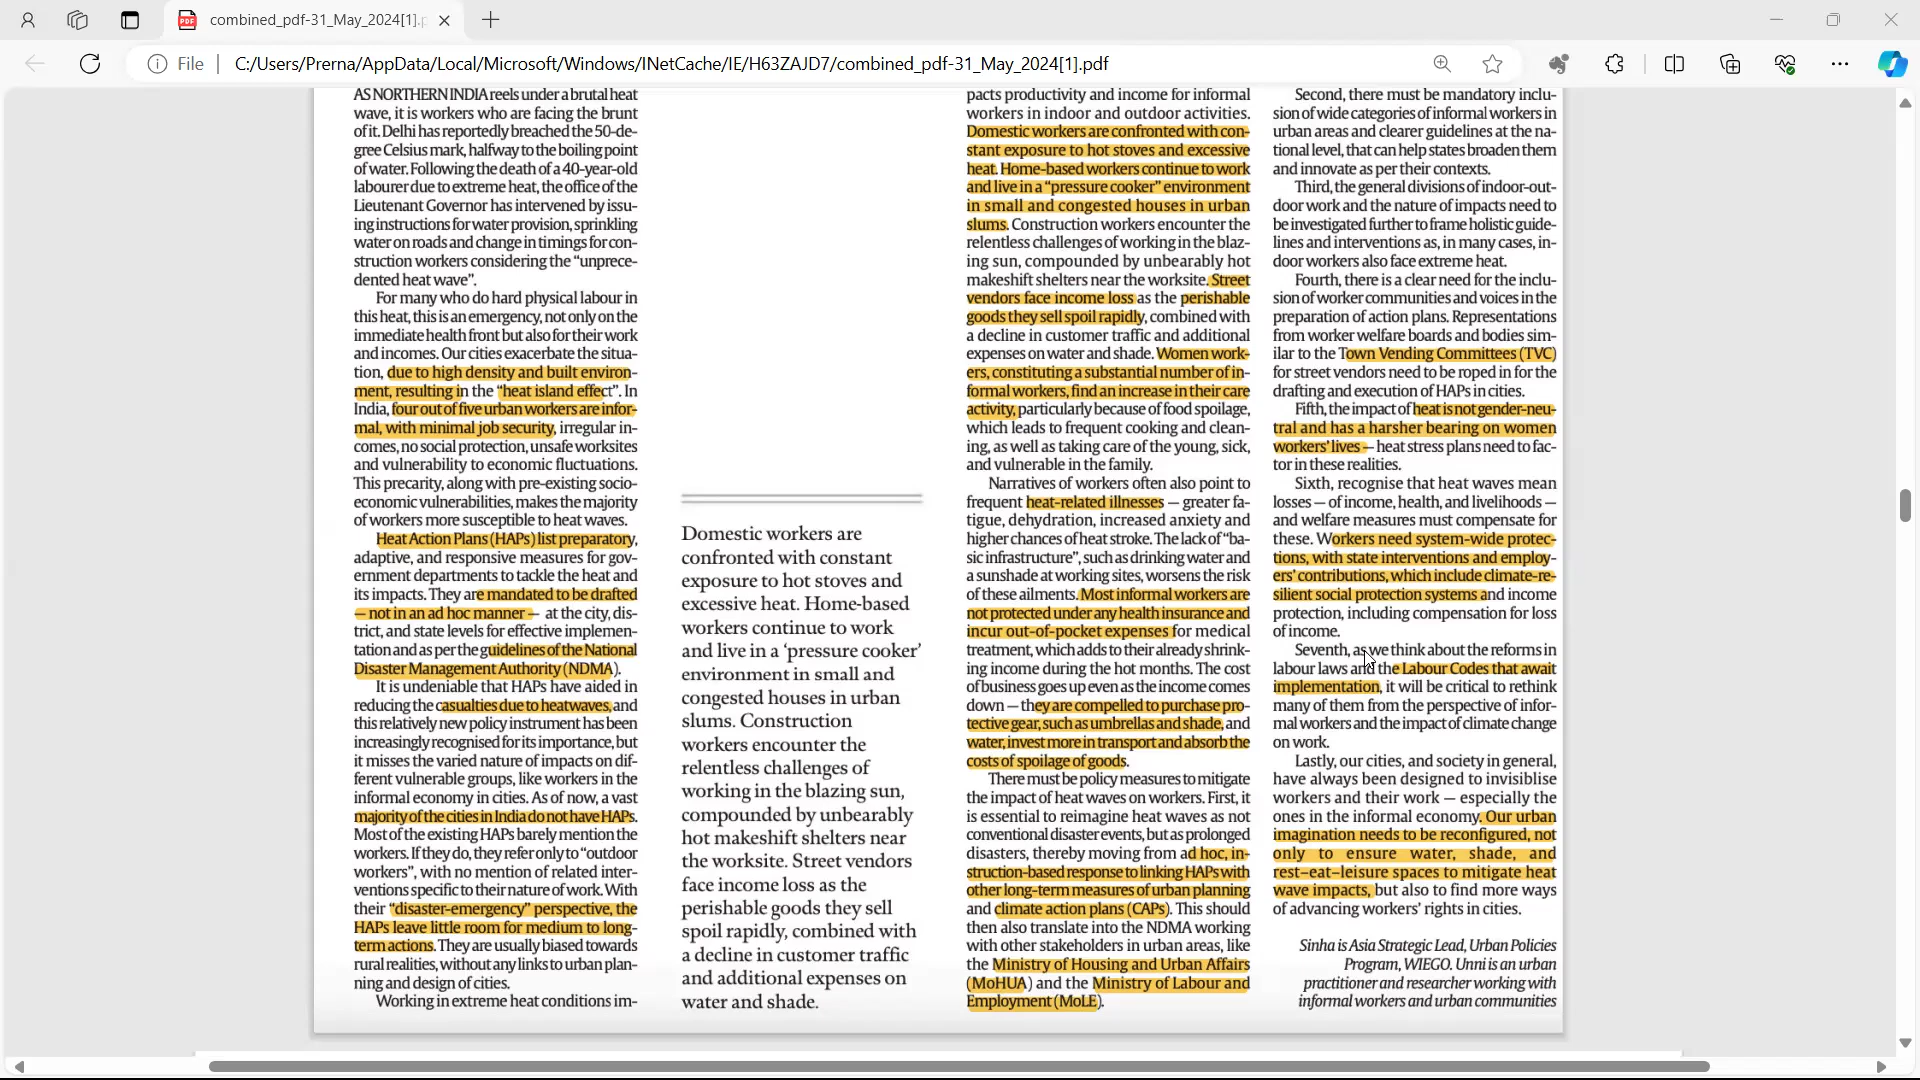 combined_pdf-31_May_2024[1].p
File
C:/Users/Prerna/AppData/Local/Microsoft/Windows/INetCache/IE/H63ZAJD7/combined_pdf-31_May_2024[1].pdf
AS NORTHERN INDIA reels under a brutal heat
wave, it is workers who are facing the brunt
of it. Delhi has reportedly breached the 50-de-
gree Celsius mark, halfway to the boiling point
of water. Following the death of a 40-year-old
labourer due to extreme heat, the office of the
Lieutenant Governor has intervened by issu-
ing instructions for water provision, sprinkling
water on roads and change in timings for con-
struction workers considering the "unprece-
dented heat wave".
For many who do hard physical labour in
this heat, this is an emergency, not only on the
immediate health front but also for their work
and incomes. Our cities exacerbate the situa-
tion, due to high density and built environ-
ment, resulting in the "heat island effect". In
India, four out of five urban workers are infor-
mal, with minimal job security, irregular in-
comes, no social protection, unsafe worksites
and vulnerability to economic fluctuations.
This precarity, along with pre-existing socio-
economic vulnerabilities, makes the majority
of workers more susceptible to heat waves.
Heat Action Plans (HAPs) list preparatory,
adaptive, and responsive measures for gov-
ernment departments to tackle the heat and
its impacts. They are mandated to be drafted
— not in an ad hoc manner — at the city, dis-
trict, and state levels for effective implemen-
tation and as per the guidelines of the National
Disaster Management Authority (NDMA).
It is undeniable that HAPs have aided in
reducing the casualties due to heatwaves, and
this relatively new policy instrument has been
increasingly recognised for its importance, but
it misses the varied nature of impacts on dif-
ferent vulnerable groups, like workers in the
informal economy in cities. As of now, a vast
majority of the cities in India do not have HAPs.
Most of the existing HAPs barely mention the
workers. If they do, they refer only to "outdoor
workers", with no mention of related inter-
ventions specific to their nature of work. With
their "disaster-emergency" perspective, the
HAPs leave little room for medium to long-
term actions. They are usually biased towards
rural realities, without any links to urban plan-
ning and design of cities.
Working in extreme heat conditions im-
Domestic workers are
confronted with constant
exposure to hot stoves and
excessive heat. Home-based
workers continue to work
and live in a 'pressure cooker'
environment in small and
congested houses in urban
slums. Construction
workers encounter the
relentless challenges of
working in the blazing sun,
compounded by unbearably
hot makeshift shelters near
the worksite. Street vendors
face income loss as the
perishable goods they sell
spoil rapidly, combined with
a decline in customer traffic
and additional expenses on
water and shade.
pacts productivity and income for informal
workers in indoor and outdoor activities.
Domestic workers are confronted with con-
stant exposure to hot stoves and excessive
heat. Home-based workers continue to work
and live in a "pressure cooker" environment
in small and congested houses in urban
slums. Construction workers encounter the
relentless challenges of working in the blaz-
ing sun, compounded by unbearably hot
makeshift shelters near the worksite. Street
vendors face income loss as the perishable
goods they sell spoil rapidly, combined with
a decline in customer traffic and additional
expenses on water and shade. Women work-
ers, constituting a substantial number of in-
formal workers, find an increase in their care
activity, particularly because of food spoilage,
which leads to frequent cooking and clean-
ing, as well as taking care of the young, sick,
and vulnerable in the family.
Narratives of workers often also point to
frequent heat-related illnesses — greater fa-
tigue, dehydration, increased anxiety and
higher chances of heat stroke. The lack of "ba-
sic infrastructure", such as drinking water and
a sunshade at working sites, worsens the risk
of these ailments. Most informal workers are
not protected under any health insurance and
incur out-of-pocket expenses for medical
treatment, which adds to their already shrink-
ing income during the hot months. The cost
of business goes up even as the income comes
down — they are compelled to purchase pro-
tective gear, such as umbrellas and shade, and
water, invest more in transport and absorb the
costs of spoilage of goods.
There must be policy measures to mitigate
the impact of heat waves on workers. First, it
is essential to reimagine heat waves as not
conventional disaster events, but as prolonged
disasters, thereby moving from ad hoc, in-
struction-based response to linking HAPs with
other long-term measures of urban planning
and climate action plans (CAPs). This should
then also translate into the NDMA working
with other stakeholders in urban areas, like
the Ministry of Housing and Urban Affairs
(MoHUA) and the Ministry of Labour and
Employment (MoLE).
Second, there must be mandatory inclu-
sion of wide categories of informal workers in
urban areas and clearer guidelines at the na-
tional level, that can help states broaden them
and innovate as per their contexts.
Third, the general divisions of indoor-out-
door work and the nature of impacts need to
be investigated further to frame holistic guide-
lines and interventions as, in many cases, in-
door workers also face extreme heat.
Fourth, there is a clear need for the inclu-
sion of worker communities and voices in the
preparation of action plans. Representations
from worker welfare boards and bodies sim-
ilar to the Town Vending Committees (TVC)
for street vendors need to be roped in for the
drafting and execution of HAPs in cities.
Fifth, the impact of heat is not gender-neu-
tral and has a harsher bearing on women
workers' lives — heat stress plans need to fac-
tor in these realities.
Sixth, recognise that heat waves mean
losses — of income, health, and livelihoods —
and welfare measures must compensate for
these. Workers need system-wide protec-
tions, with state interventions and employ-
ers' contributions, which include climate-re-
silient social protection systems and income
protection, including compensation for loss
of income.
Seventh, as we think about the reforms in
labour laws and the Labour Codes that await
implementation, it will be critical to rethink
many of them from the perspective of infor-
mal workers and the impact of climate change
on work.
Lastly, our cities, and society in general,
have always been designed to invisiblise
workers and their work — especially the
ones in the informal economy. Our urban
imagination needs to be reconfigured, not
only to ensure water, shade, and
rest–eat–leisure spaces to mitigate heat
wave impacts, but also to find more ways
of advancing workers' rights in cities.
Sinha is Asia Strategic Lead, Urban Policies
Program, WIEGO. Unni is an urban
practitioner and researcher working with
informal workers and urban communities